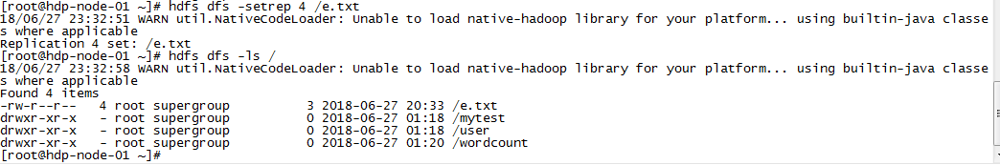 [root@hdp-node-01 ~]# hdfs dfs -setrep 4 /e.txt
18/06/27 23:32:51 WARN util.NativeCodeLoader: Unable to load native-hadoop library for your platform... using builtin-java classe
s where applicable
Replication 4 set: /e.txt
[root@hdp-node-01 ~]# hdfs dfs -ls /
18/06/27 23:32:58 WARN util.NativeCodeLoader: Unable to load native-hadoop library for your platform... using builtin-java classe
s where applicable
Found 4 items
-rw-r--r--   4 root supergroup          3 2018-06-27 20:33 /e.txt
drwxr-xr-x   - root supergroup          0 2018-06-27 01:18 /mytest
drwxr-xr-x   - root supergroup          0 2018-06-27 01:18 /user
drwxr-xr-x   - root supergroup          0 2018-06-27 01:20 /wordcount
[root@hdp-node-01 ~]#